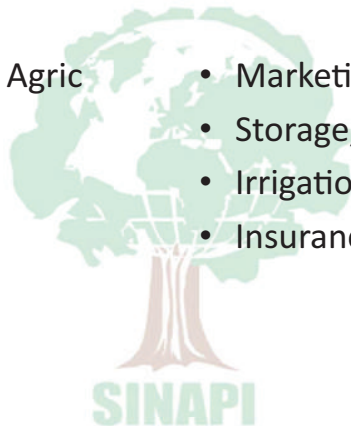 Agric • Marketi
• Storage,
• Irrigatio
• Insuranc
SINAPI